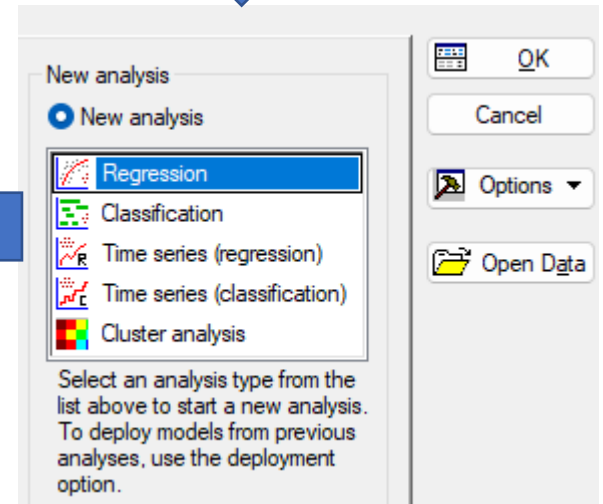 New analysis
New analysis
Regression
Classification
Time series (regression)
Time series (classification)
Cluster analysis
Select an analysis type from the
list above to start a new analysis.
To deploy models from previous
analyses, use the deployment
option.
OK
Cancel
Options
Open Data